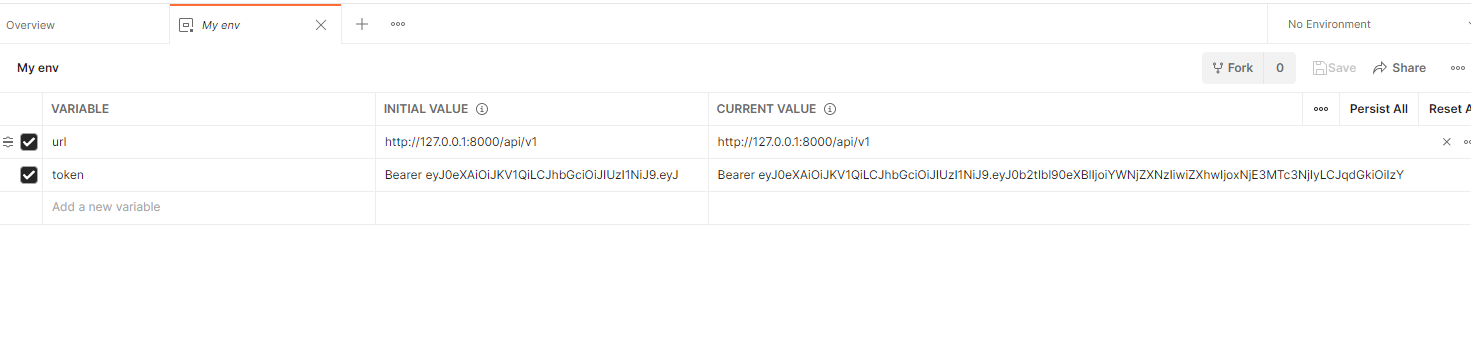 Overview
My env
No Environment
My env
Fork
0
Save
Share
VARIABLE
INITIAL VALUE
CURRENT VALUE
Persist All
Reset A
url
http://127.0.0.1:8000/api/v1
http://127.0.0.1:8000/api/v1
token
Bearer eyJ0eXAiOiJKV1QiLCJhbGciOiJIUzI1NiJ9.eyJ
Bearer eyJ0eXAiOiJKV1QiLCJhbGciOiJIUzI1NiJ9.eyJ0b2tlbl90eXBlIjoiYWNjZXNzIiwiZXhwIjoxNjE3MTc3NjIyLCJqdGkiOiIzY
Add a new variable